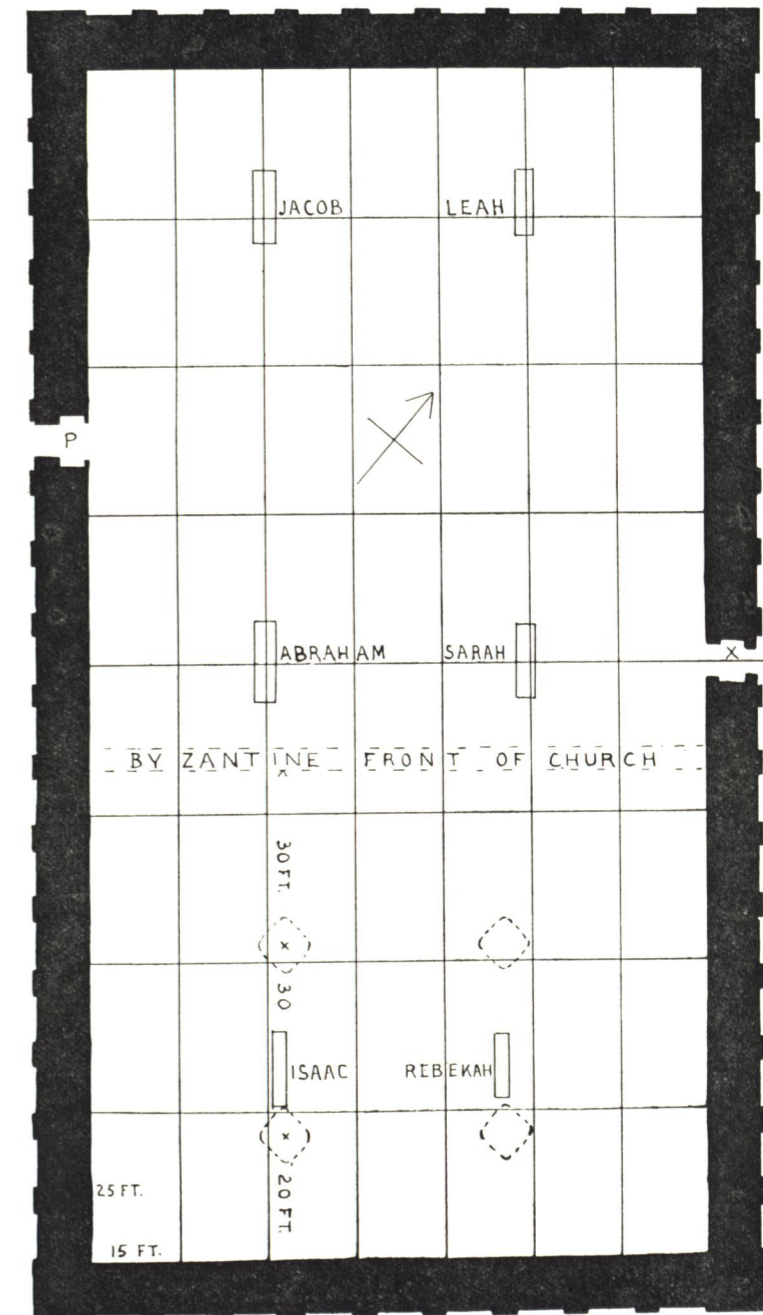 JACOB LEAH
P
ABRAHAM SARAH X
BYZANTINE FRONT OF CHURCH
x
30 FT.
x
30
ISAAC REBEKAH
x
25 FT. 20 FT.
15 FT.